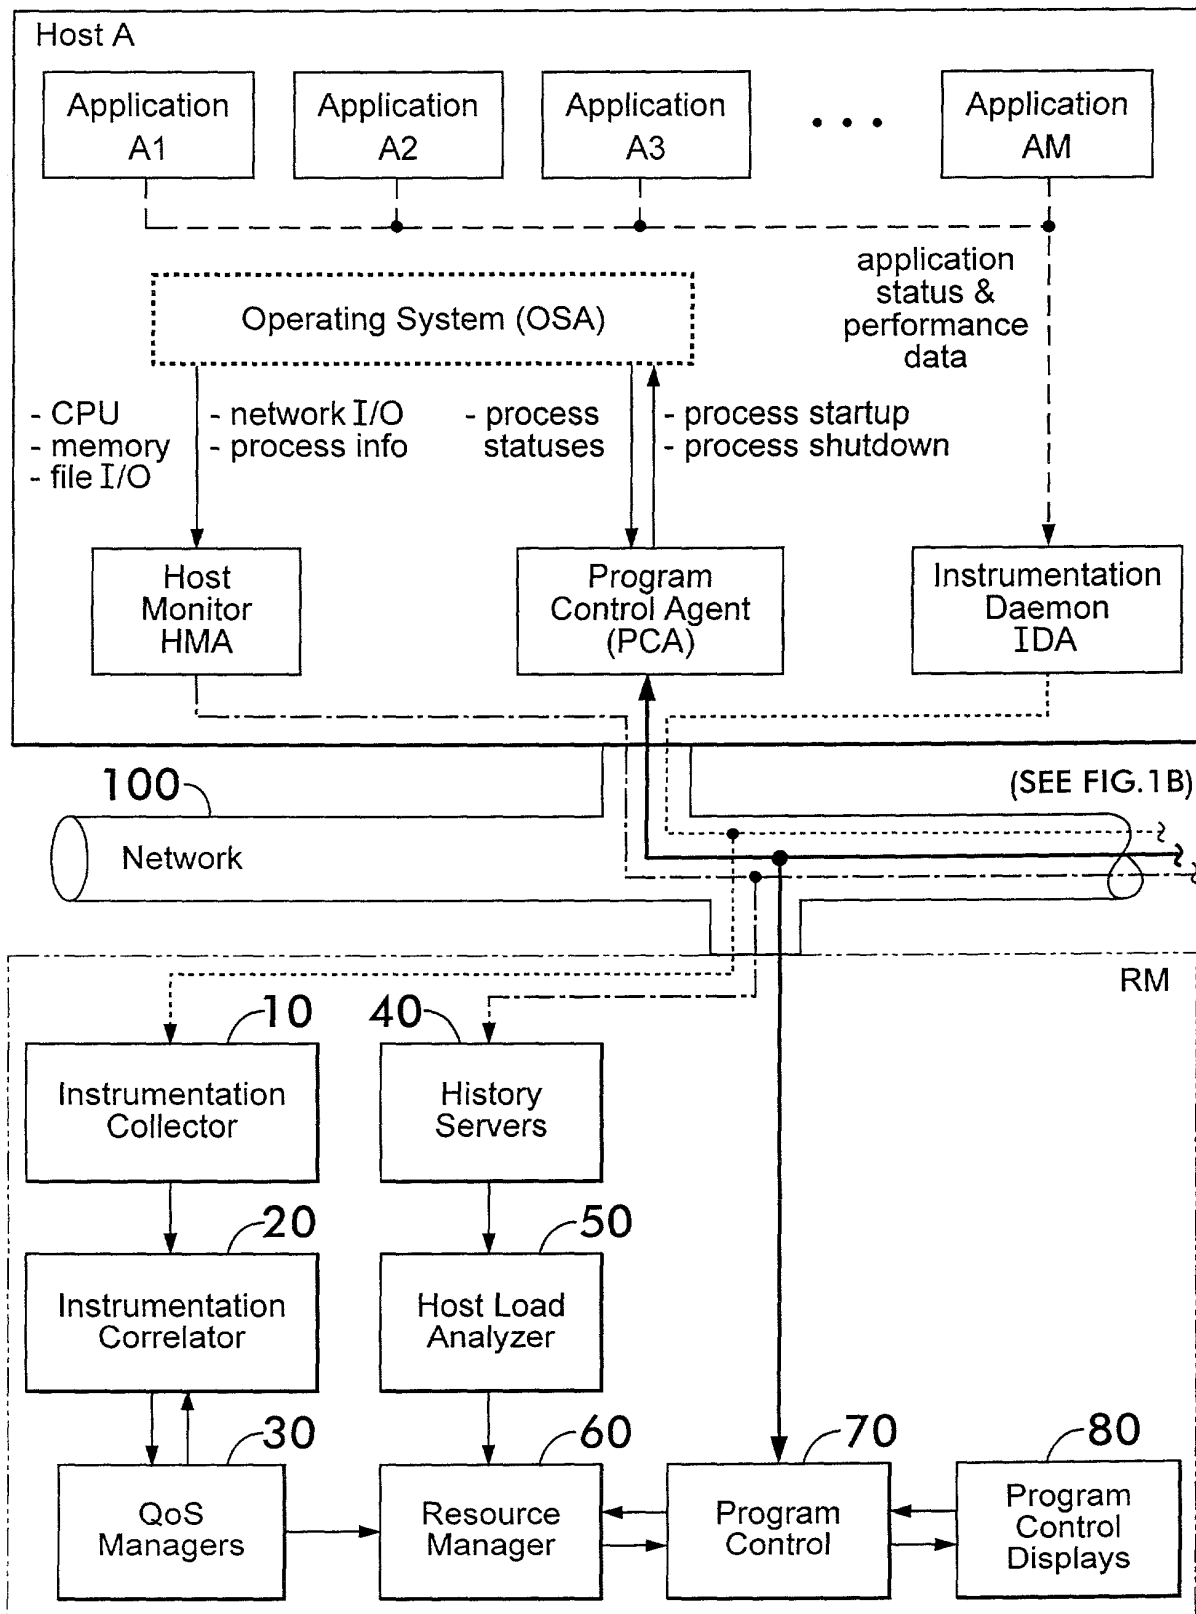 Host A
Application
A1
Application
A2
Application
A3
Application
AM
application
status &
performance
data
Operating System (OSA)
- CPU
- memory
- file I/O
- network I/O
- process info
- process
statuses
- process startup
- process shutdown
Host
Monitor
HMA
Program
Control Agent
(PCA)
Instrumentation
Daemon
IDA
100
(SEE FIG.1B)
Network
RM
10
40
Instrumentation
Collector
History
Servers
20
50
Instrumentation
Correlator
Host Load
Analyzer
30
60
70
80
QoS
Managers
Resource
Manager
Program
Control
Program
Control
Displays